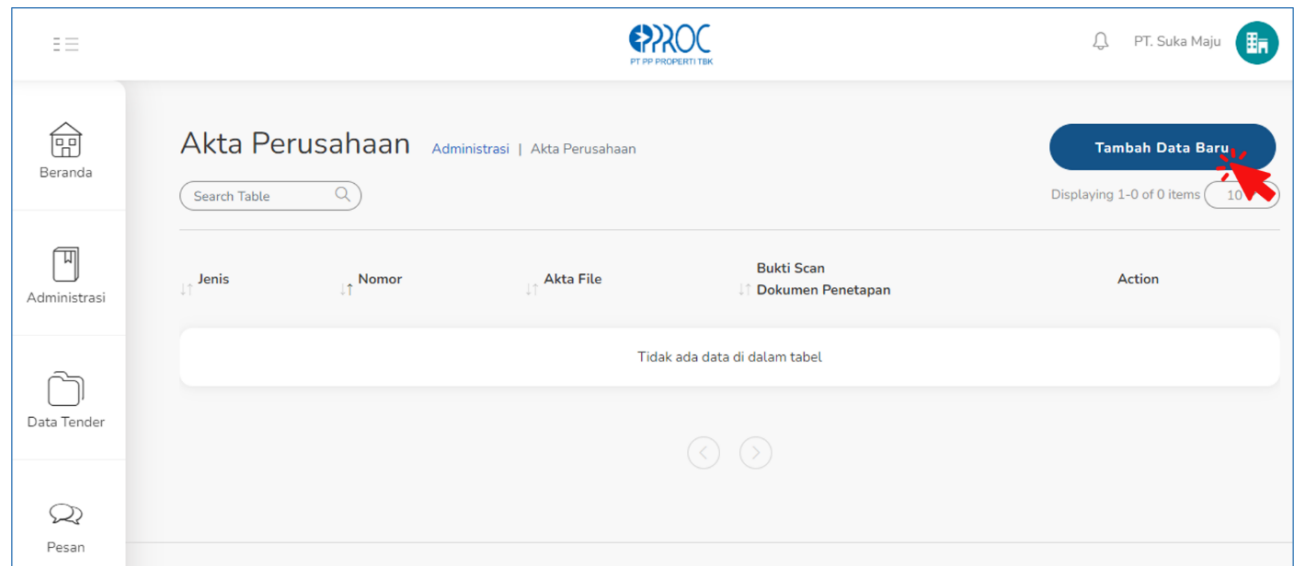 PPROC
PT PP PROPERTI TBK
PT. Suka Maju
Beranda
Administrasi
Data Tender
Pesan
Akta Perusahaan
Administrasi | Akta Perusahaan
Tambah Data Baru
Search Table
Displaying 1-0 of 0 items
10
Jenis
Nomor
Akta File
Bukti Scan
Dokumen Penetapan
Action
Tidak ada data di dalam tabel